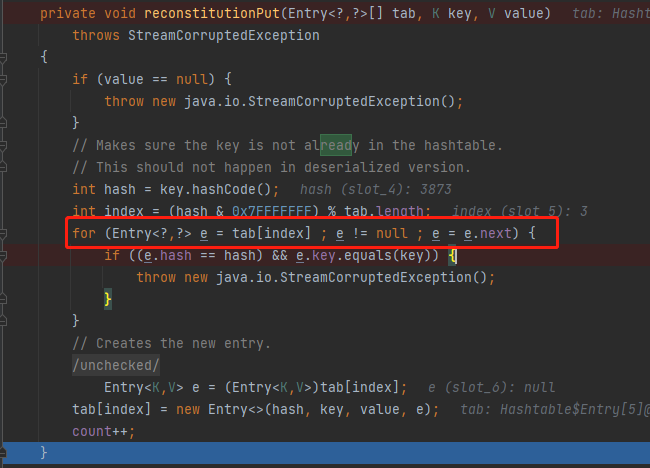 private void reconstitutionPut(Entry<?,?>[] tab, K key, V value)   tab: Hasht
throws StreamCorruptedException
{
if (value == null) {
throw new java.io.StreamCorruptedException();
}
// Makes sure the key is not already in the hashtable.
// This should not happen in deserialized version.
int hash = key.hashCode();   hash (slot_4): 3873
int index = (hash & 0x7FFFFFFF) % tab.length;   index (slot_5): 3
for (Entry<?,?> e = tab[index] ; e != null ; e = e.next) {
if ((e.hash == hash) && e.key.equals(key)) {
throw new java.io.StreamCorruptedException();
}
}
// Creates the new entry.
/unchecked/
Entry<K,V> e = (Entry<K,V>)tab[index];   e (slot_6): null
tab[index] = new Entry<>(hash, key, value, e);   tab: Hashtable$Entry[5]@
count++;
}